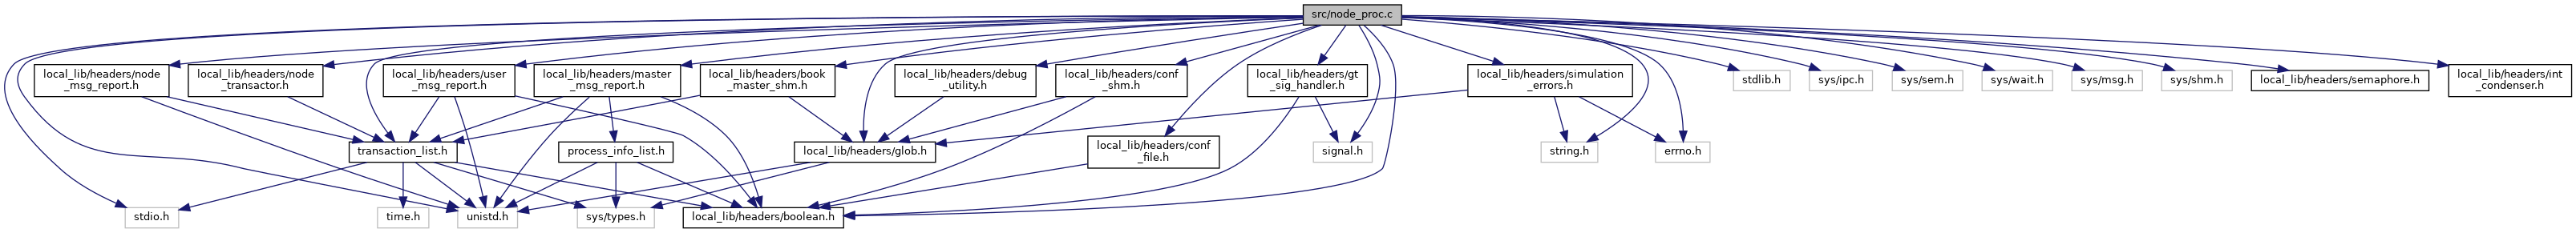 src/node_proc.c
local_lib/headers/node
_msg_report.h
local_lib/headers/node
_transactor.h
local_lib/headers/user
_msg_report.h
local_lib/headers/master
_msg_report.h
local_lib/headers/book
_master_shm.h
local_lib/headers/debug
_utility.h
local_lib/headers/conf
_shm.h
local_lib/headers/gt
_sig_handler.h
local_lib/headers/simulation
_errors.h
stdlib.h
sys/ipc.h
sys/sem.h
sys/wait.h
sys/msg.h
sys/shm.h
local_lib/headers/semaphore.h
local_lib/headers/int
_condenser.h
transaction_list.h
process_info_list.h
local_lib/headers/glob.h
local_lib/headers/conf
_file.h
signal.h
string.h
errno.h
stdio.h
time.h
unistd.h
sys/types.h
local_lib/headers/boolean.h